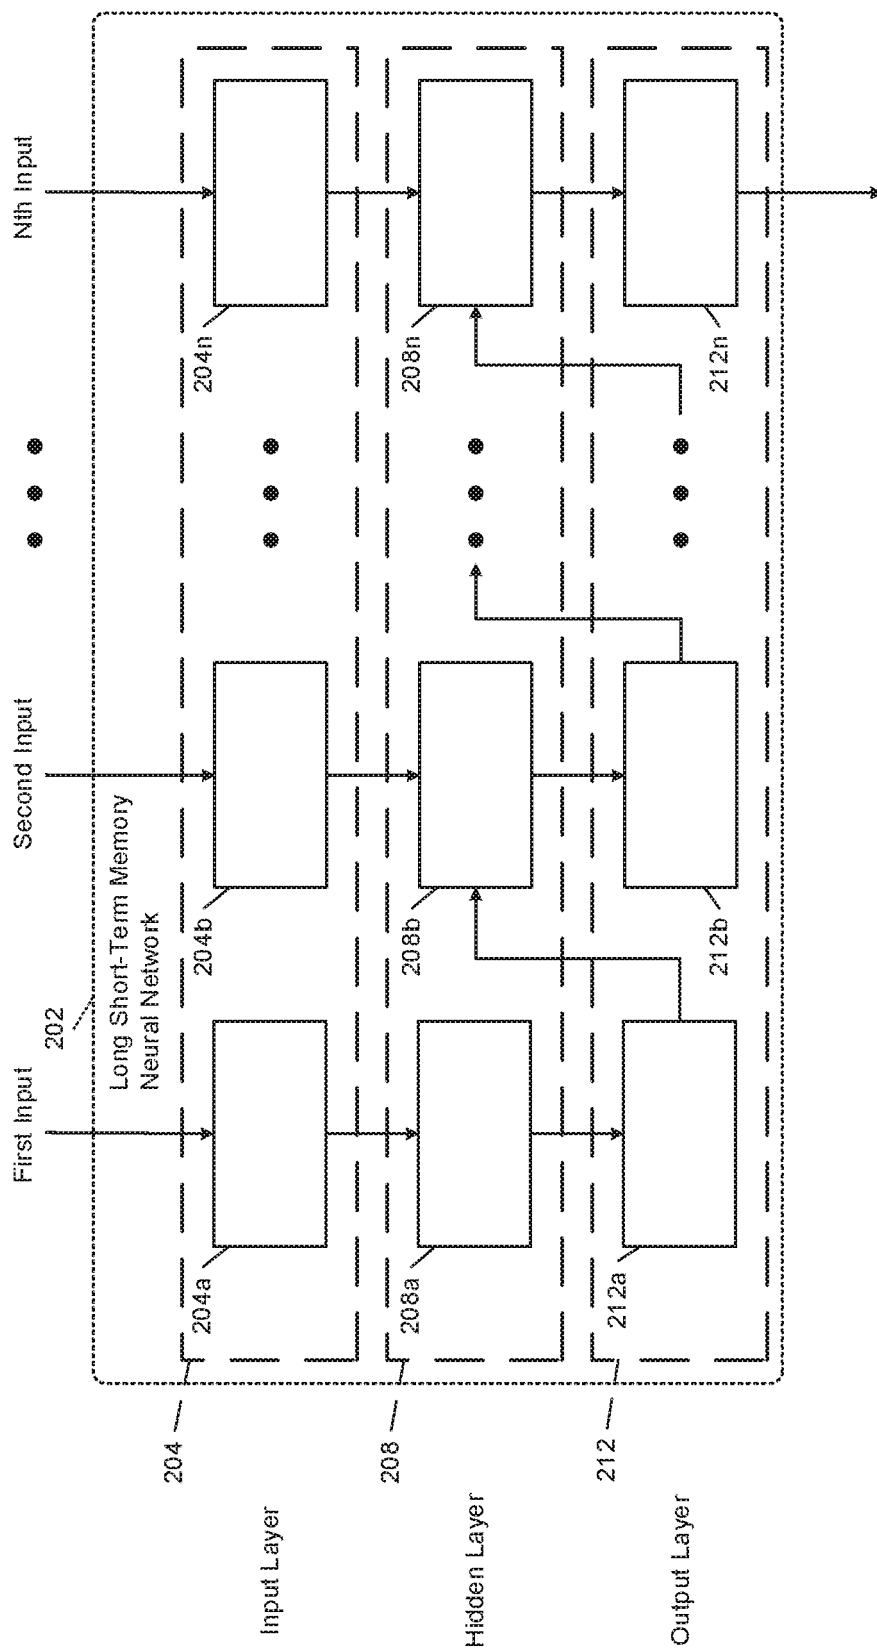 First Input
Second Input
Nth Input
202
Long Short-Term Memory
Neural Network
204
204a
204b
204n
Input Layer
208
208a
208b
208n
Hidden Layer
212
212a
212b
212n
Output Layer